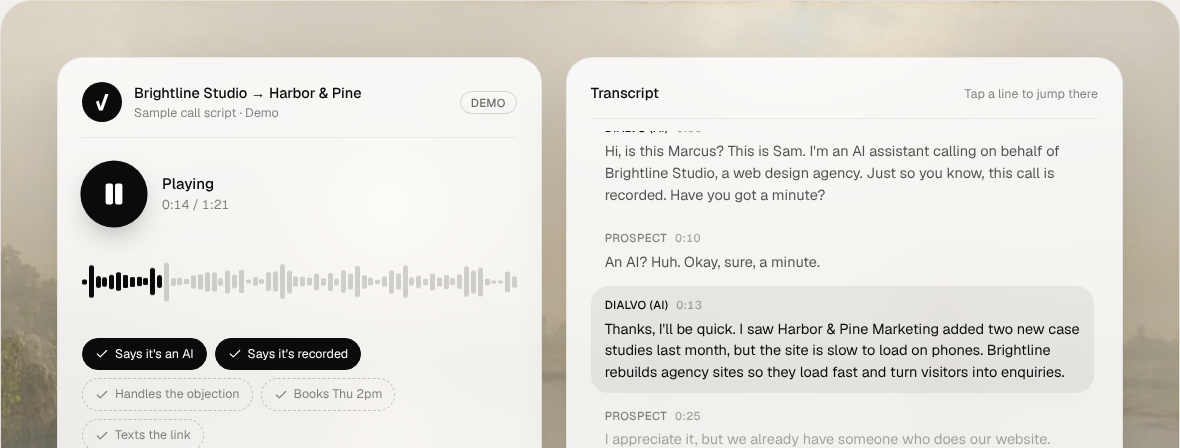 Brightline Studio → Harbor & Pine
Sample call script · Demo
DEMO
Playing
0:14 / 1:21
Says it's an AI
Says it's recorded
Handles the objection
Books Thu 2pm
Texts the link
Transcript
Tap a line to jump there
DIALVO (AI)
Hi, is this Marcus? This is Sam. I'm an AI assistant calling on behalf of
Brightline Studio, a web design agency. Just so you know, this call is
recorded. Have you got a minute?
PROSPECT 0:10
An AI? Huh. Okay, sure, a minute.
DIALVO (AI) 0:13
Thanks, I'll be quick. I saw Harbor & Pine Marketing added two new case
studies last month, but the site is slow to load on phones. Brightline
rebuilds agency sites so they load fast and turn visitors into enquiries.
PROSPECT 0:25
I appreciate it, but we already have someone who does our website.